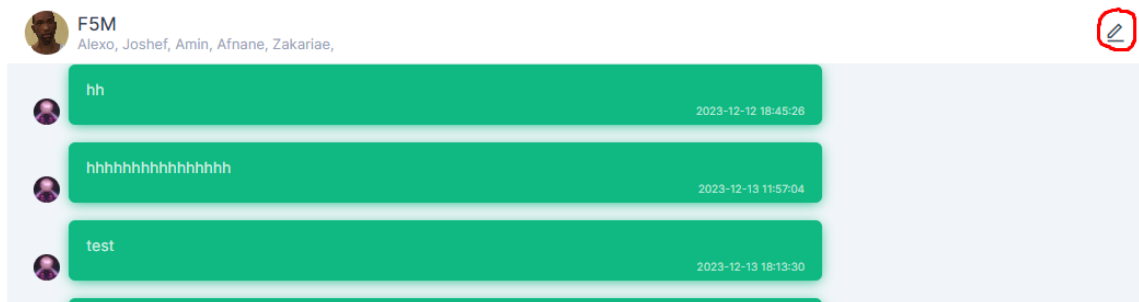 F5M
Alexo, Joshef, Amin, Afnane, Zakariae,
hh
2023-12-12 18:45:26
hhhhhhhhhhhhhhhh
2023-12-13 11:57:04
test
2023-12-13 18:13:30